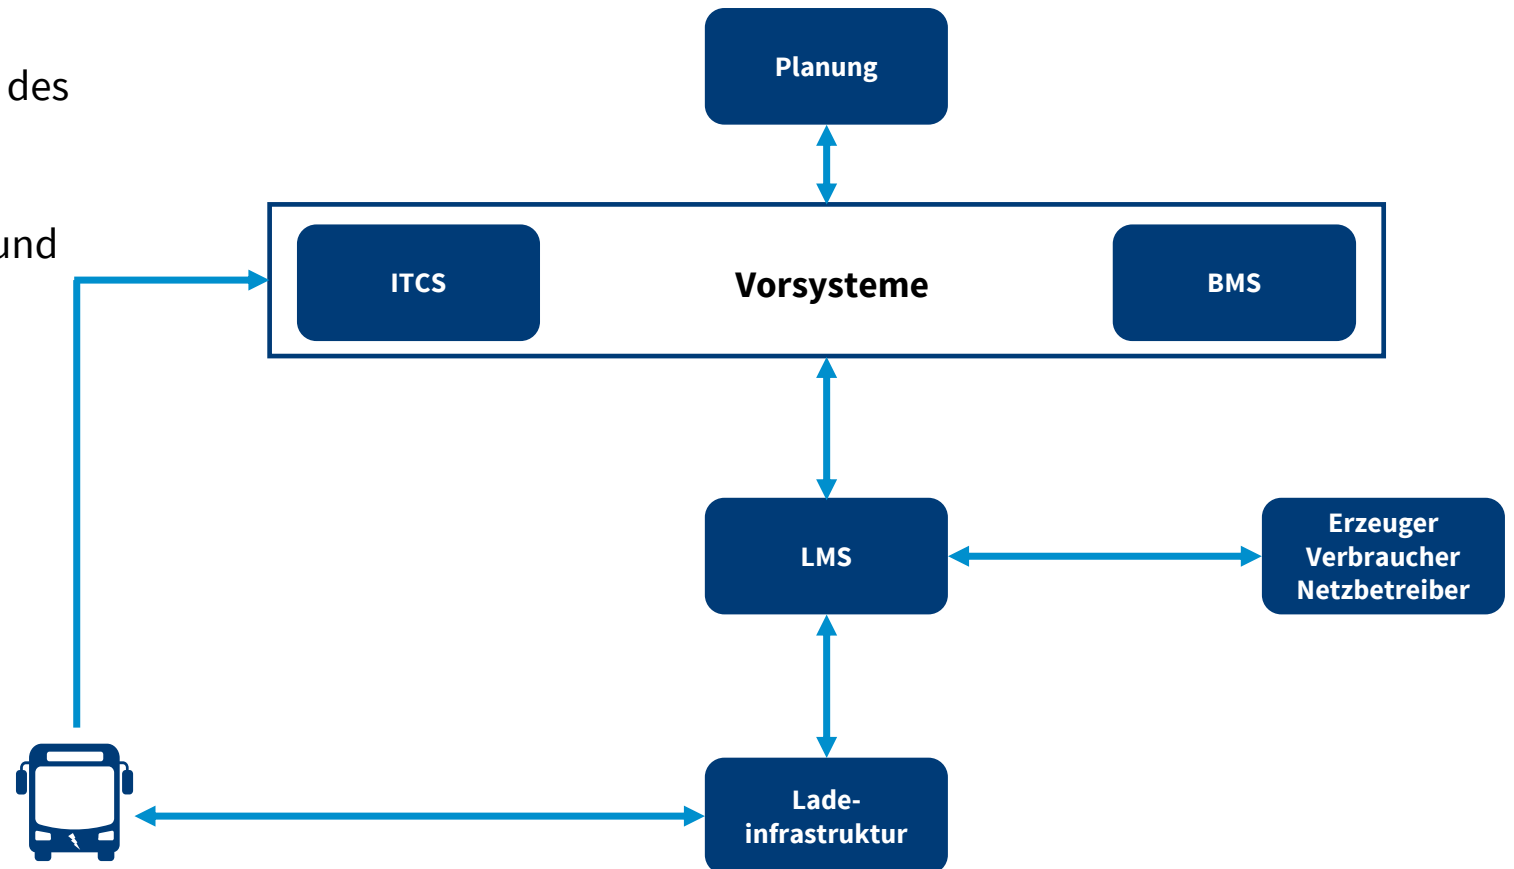 des
und
Planung
ITCS
Vorsysteme
BMS
LMS
Erzeuger
Verbraucher
Netzbetreiber
Lade-
infrastruktur